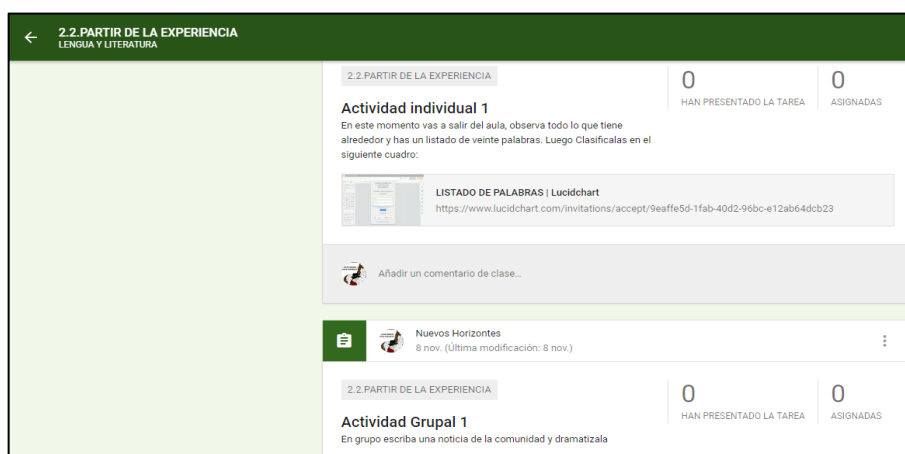 2.2.PARTIR DE LA EXPERIENCIA
LENGUA Y LITERATURA
2.2.PARTIR DE LA EXPERIENCIA
0
HAN PRESENTADO LA TAREA
0
ASIGNADAS
Actividad individual 1
En este momento vas a salir del aula, observa todo lo que tiene
alrededor y has un listado de veinte palabras. Luego Clasificalas en el
siguiente cuadro:
LISTADO DE PALABRAS | Lucidchart
https://www.lucidchart.com/invitations/accept/9eaffe5d-1fab-40d2-96bc-e12ab64dcb23
Añadir un comentario de clase...
Nuevos Horizontes
8 nov. (Última modificación: 8 nov.)
2.2.PARTIR DE LA EXPERIENCIA
0
HAN PRESENTADO LA TAREA
0
ASIGNADAS
Actividad Grupal 1
En grupo escriba una noticia de la comunidad y dramatizala